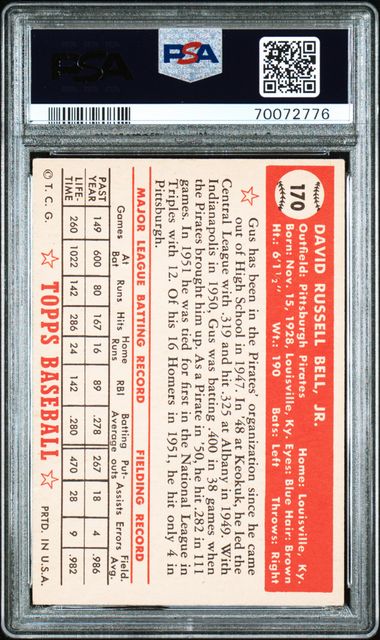 PSA
PSA
70072776
170
DAVID RUSSELL BELL, JR.
Outfield: Pittsburgh Pirates Home: Louisville, Ky.
Born: Nov. 15, 1928, Louisville, Ky. Eyes: Blue Hair: Brown
Ht.: 6'1½" Wt.: 190 Bats: Left Throws: Right
Gus has been in the Pirates' organization since he came
out of High School in 1947. In '48 at Keokuk, he led the
Central League with .319 and hit .325 at Albany in 1949. With
Indianapolis in 1950, Gus was batting .400 in 38 games when
the Pirates brought him up. As a Pirate in '50, he hit .282 in 111
games. In 1951 he was tied for first in the National League in
Triples with 12. Of his 16 Homers in 1951, he hit only 4 in
Pittsburgh.
MAJOR LEAGUE BATTING RECORD FIELDING RECORD
Games At Bat Runs Hits Home Runs RBI Batting Average Put-outs Assists Errors Field. Avg.
PAST YEAR 149 600 80 167 16 89 .278 267 18 4 .986
LIFE-TIME 260 1022 142 286 24 142 .280 470 28 9 .982
© T. C. G. TOPPS BASEBALL PRTD. IN U.S.A.